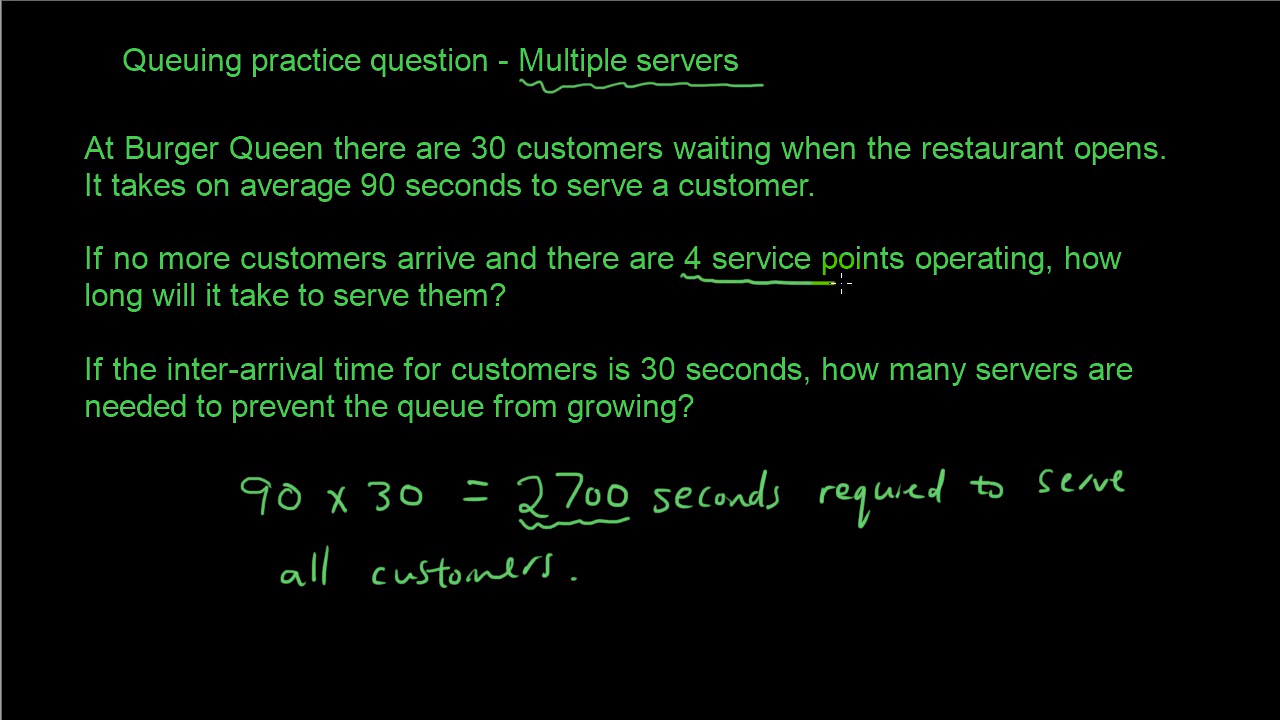 Queuing practice question - Multiple servers
At Burger Queen there are 30 customers waiting when the restaurant opens.
It takes on average 90 seconds to serve a customer.
If no more customers arrive and there are 4 service points operating, how
long will it take to serve them?
If the inter-arrival time for customers is 30 seconds, how many servers are
needed to prevent the queue from growing?
90 x 30 = 2700 seconds required to serve
all customers.